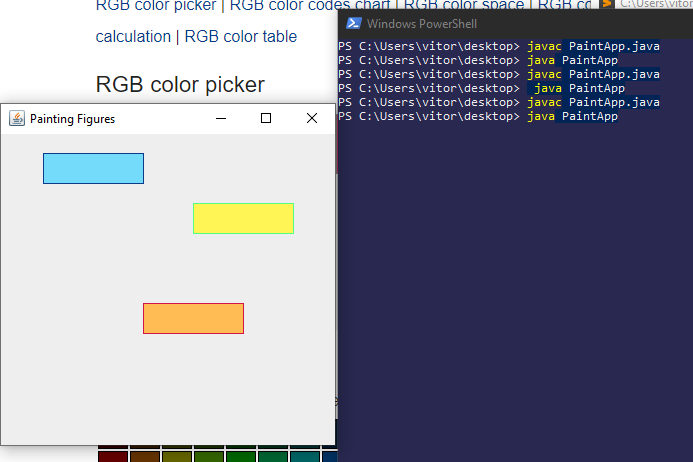 RGB color picker | RGB color codes chart | RGB color space | RGB co
C:\Users\vitor\
calculation | RGB color table
RGB color picker
Painting Figures
Windows PowerShell
PS C:\Users\vitor\desktop> javac PaintApp.java
PS C:\Users\vitor\desktop> java PaintApp
PS C:\Users\vitor\desktop> javac PaintApp.java
PS C:\Users\vitor\desktop>  java PaintApp
PS C:\Users\vitor\desktop> javac PaintApp.java
PS C:\Users\vitor\desktop> java PaintApp